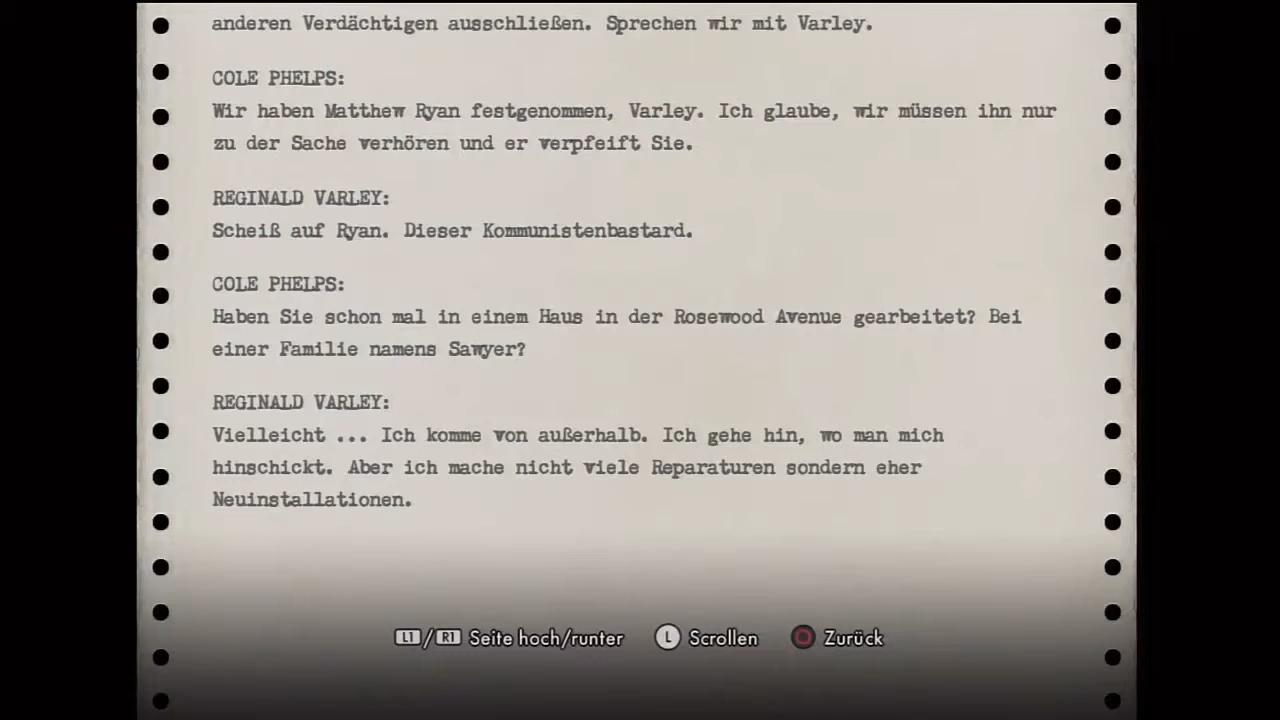 anderen Verdächtigen ausschließen. Sprechen wir mit Varley.
COLE PHELPS:
Wir haben Matthew Ryan festgenommen, Varley. Ich glaube, wir müssen ihn nur
zu der Sache verhören und er verpfeift Sie.
REGINALD VARLEY:
Scheiß auf Ryan. Dieser Kommunistenbastard.
COLE PHELPS:
Haben Sie schon mal in einem Haus in der Rosewood Avenue gearbeitet? Bei
einer Familie namens Sawyer?
REGINALD VARLEY:
Vielleicht ... Ich komme von außerhalb. Ich gehe hin, wo man mich
hinschickt. Aber ich mache nicht viele Reparaturen sondern eher
Neuinstallationen.
L1/R1 Seite hoch/runter L Scrollen Zurück